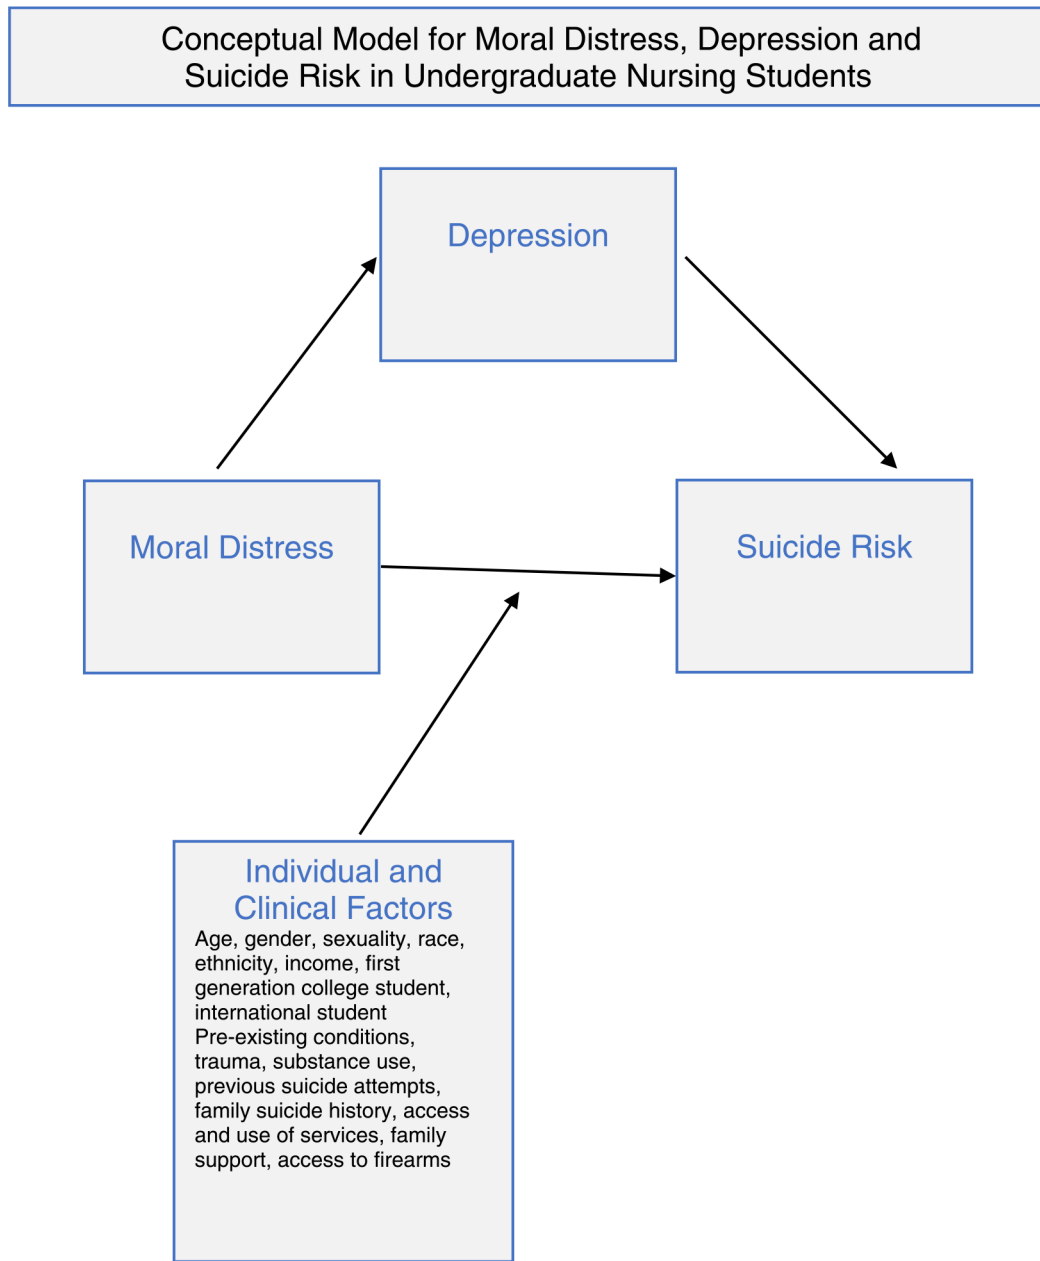 Conceptual Model for Moral Distress, Depression and
Suicide Risk in Undergraduate Nursing Students
Depression
Moral Distress
Suicide Risk
Individual and
Clinical Factors
Age, gender, sexuality, race,
ethnicity, income, first
generation college student,
international student
Pre-existing conditions,
trauma, substance use,
previous suicide attempts,
family suicide history, access
and use of services, family
support, access to firearms